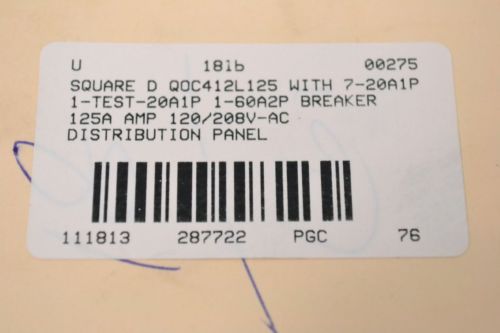 U 181b 00275
SQUARE D QOC412L125 WITH 7-20A1P
1-TEST-20A1P 1-60A2P BREAKER
125A AMP 120/208V-AC
DISTRIBUTION PANEL
111813 287722 PGC 76